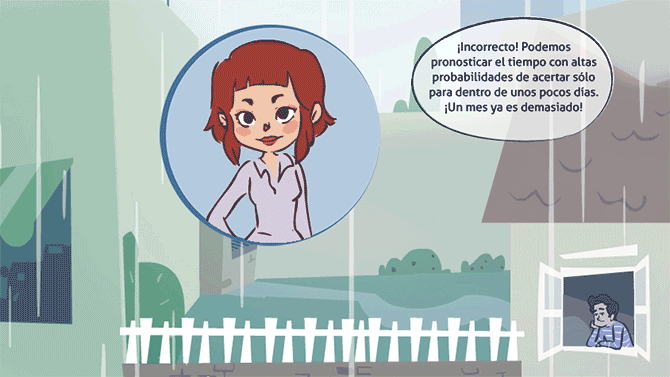 ¡Incorrecto! Podemos
pronosticar el tiempo con altas
probabilidades de acertar sólo
para dentro de unos pocos días.
¡Un mes ya es demasiado!